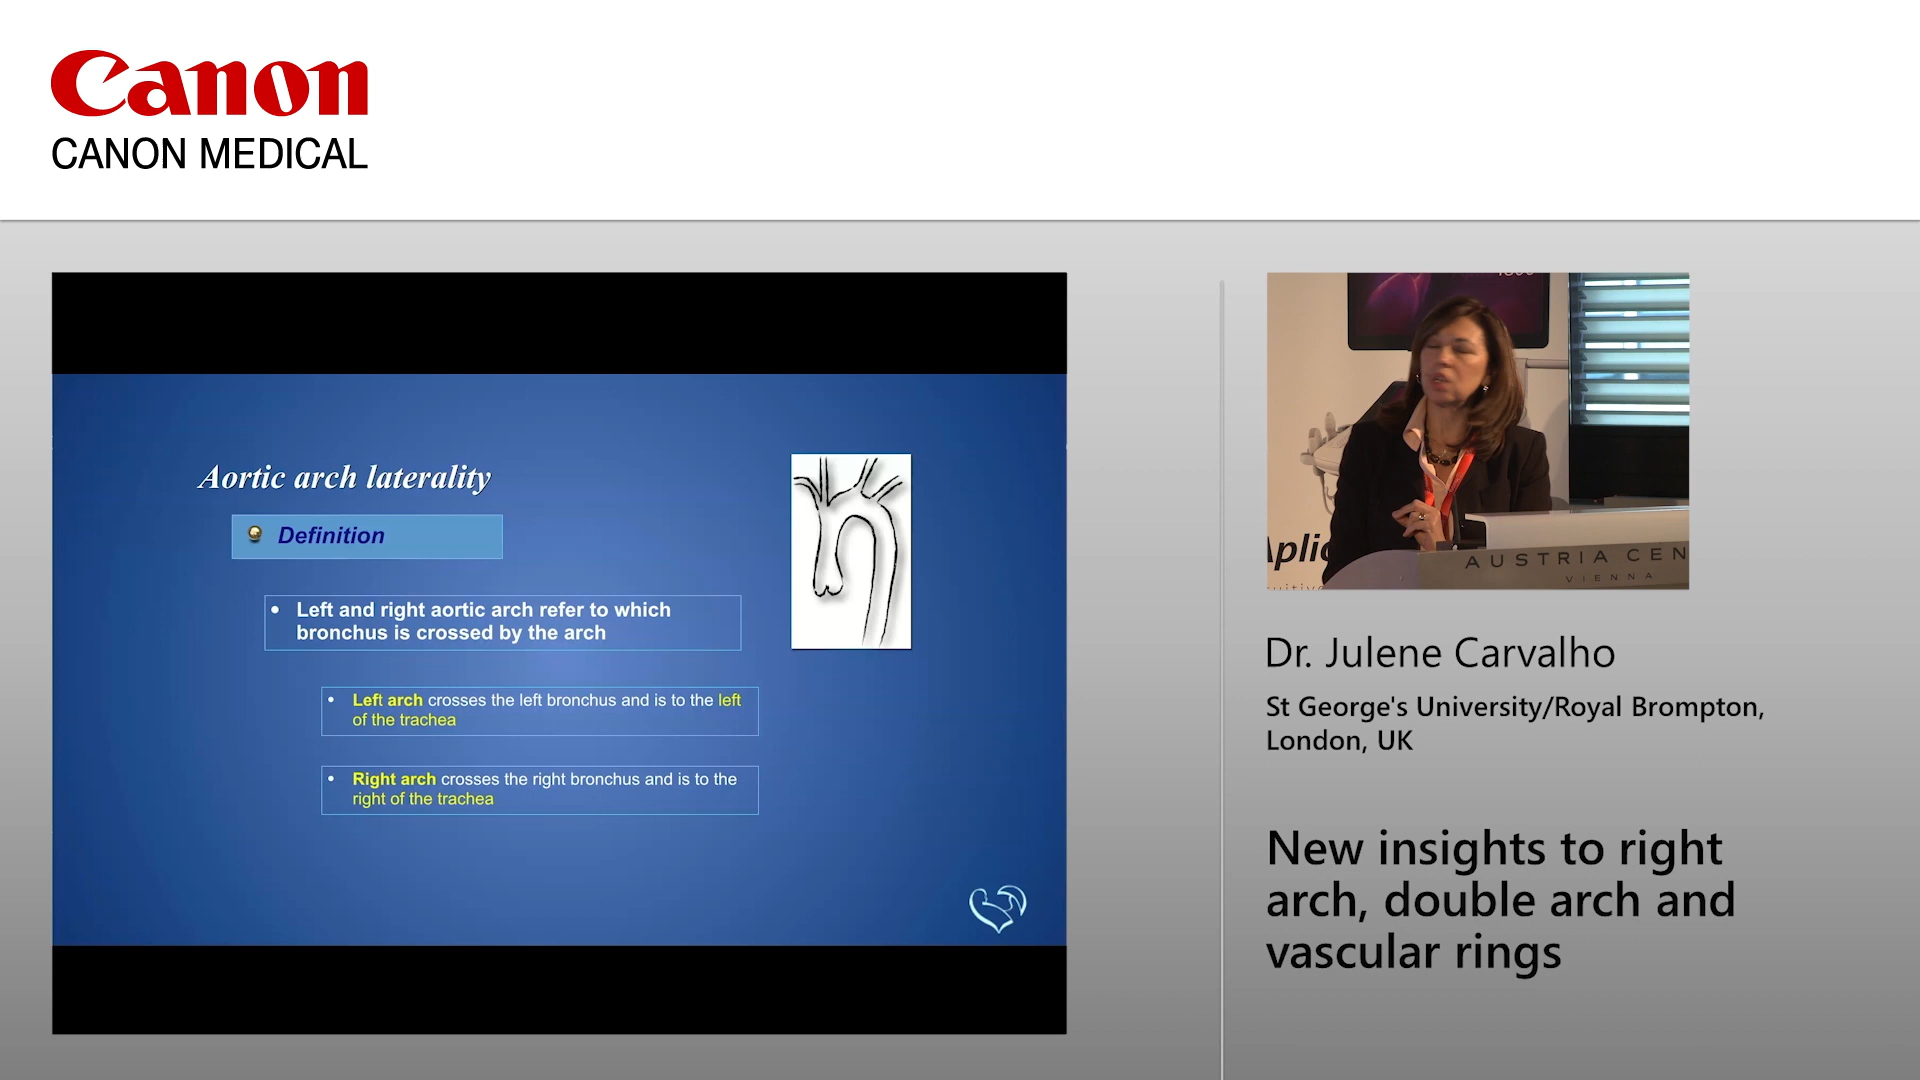 Canon
CANON MEDICAL
Aortic arch laterality
Definition
• Left and right aortic arch refer to which
bronchus is crossed by the arch
• Left arch crosses the left bronchus and is to the left
of the trachea
• Right arch crosses the right bronchus and is to the
right of the trachea
AUSTRIA CEN
VIENNA
Dr. Julene Carvalho
St George's University/Royal Brompton,
London, UK
New insights to right
arch, double arch and
vascular rings